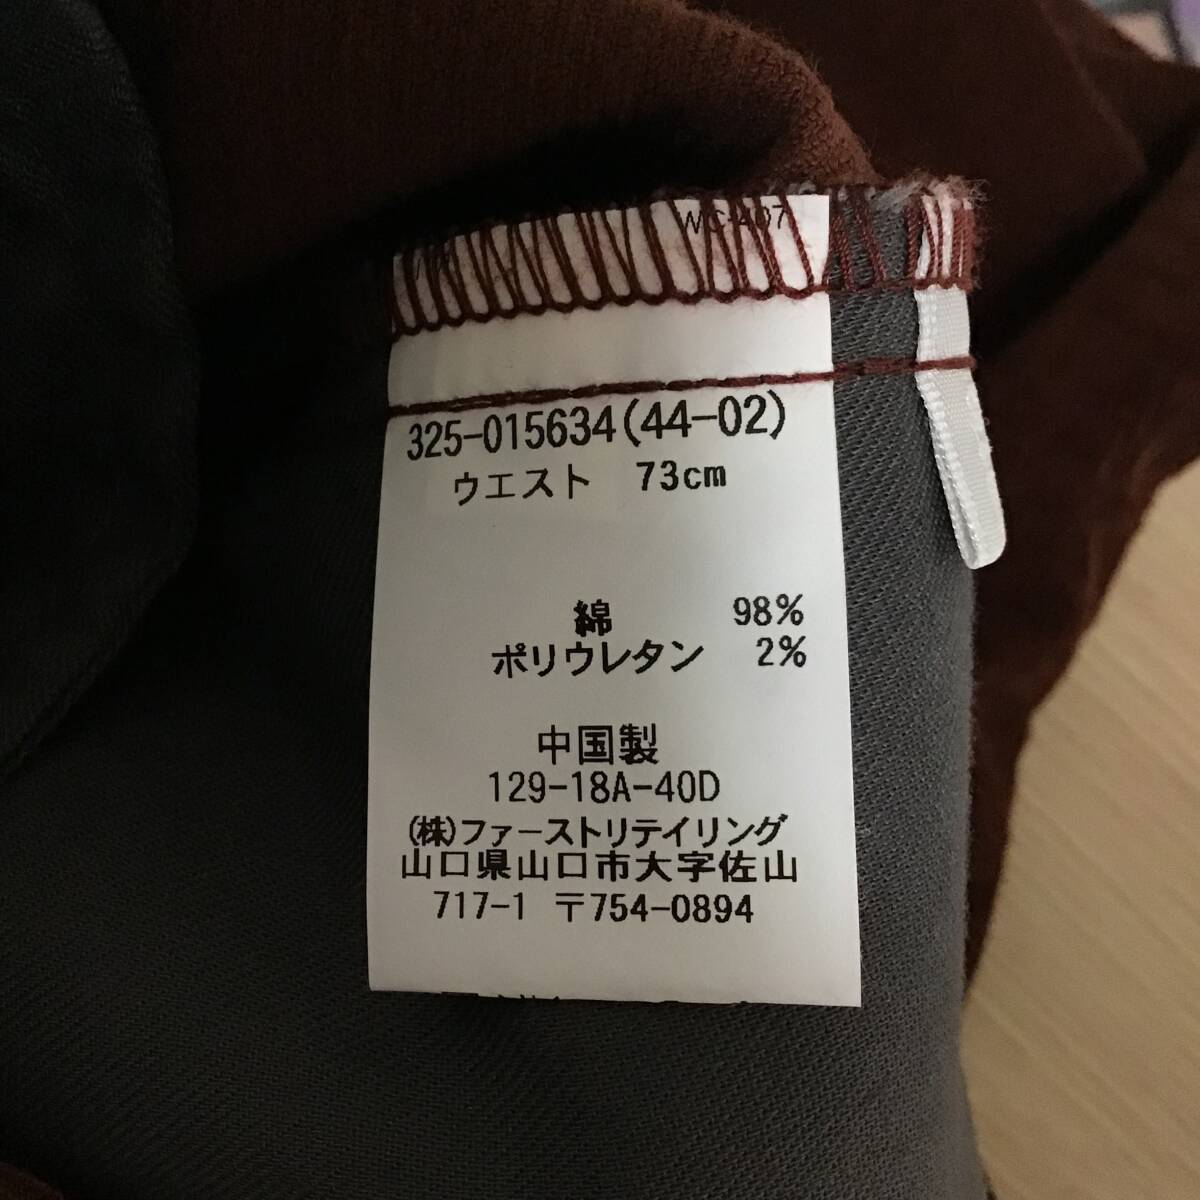 325-015634(44-02)
ウエスト 73cm
綿 98%
ポリウレタン 2%
中国製
129-18A-40D
(株)ファーストリテイリング
山口県山口市大字佐山
717-1 〒754-0894